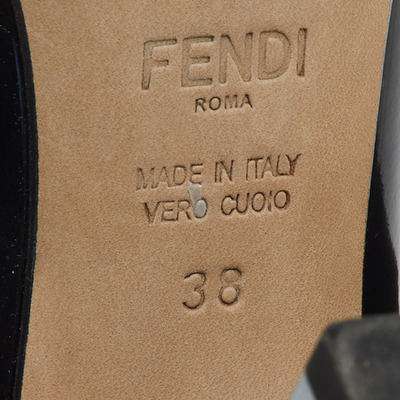 FENDI
ROMA
MADE IN ITALY
VERO CUOIO
38